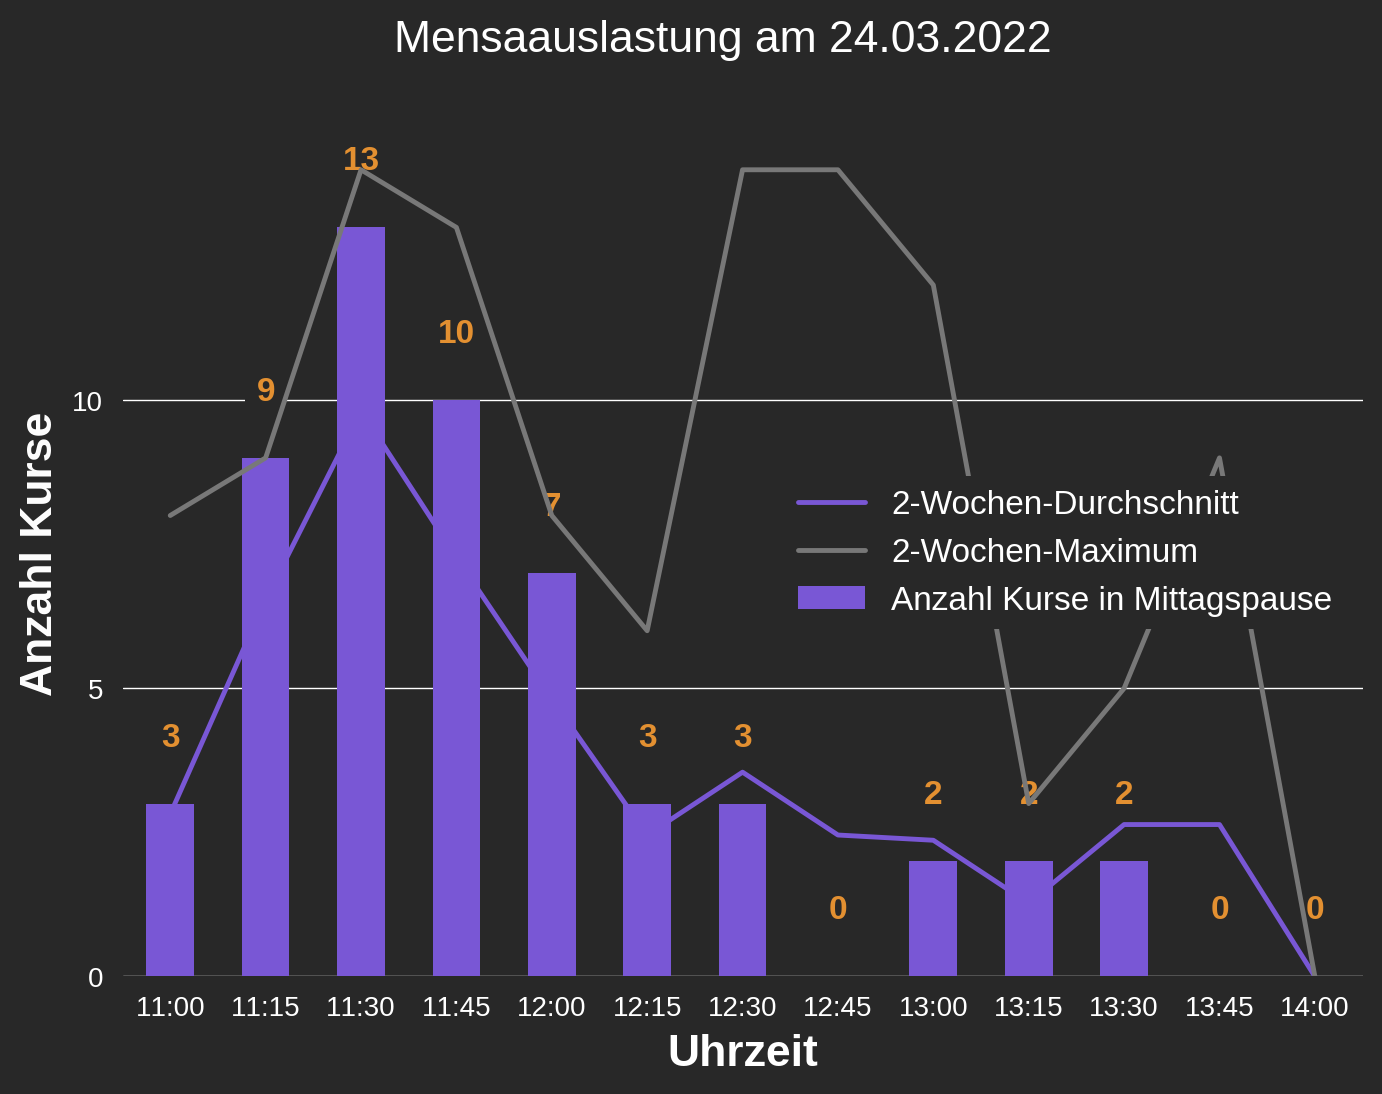 Mensaauslastung am 24.03.2022
13
10
9
10
7
2-Wochen-Durchschnitt
2-Wochen-Maximum
Anzahl Kurse in Mittagspause
Anzahl Kurse
5
3 3 3
2 2 2
0 0 0
0
11:00 11:15 11:30 11:45 12:00 12:15 12:30 12:45 13:00 13:15 13:30 13:45 14:00
Uhrzeit